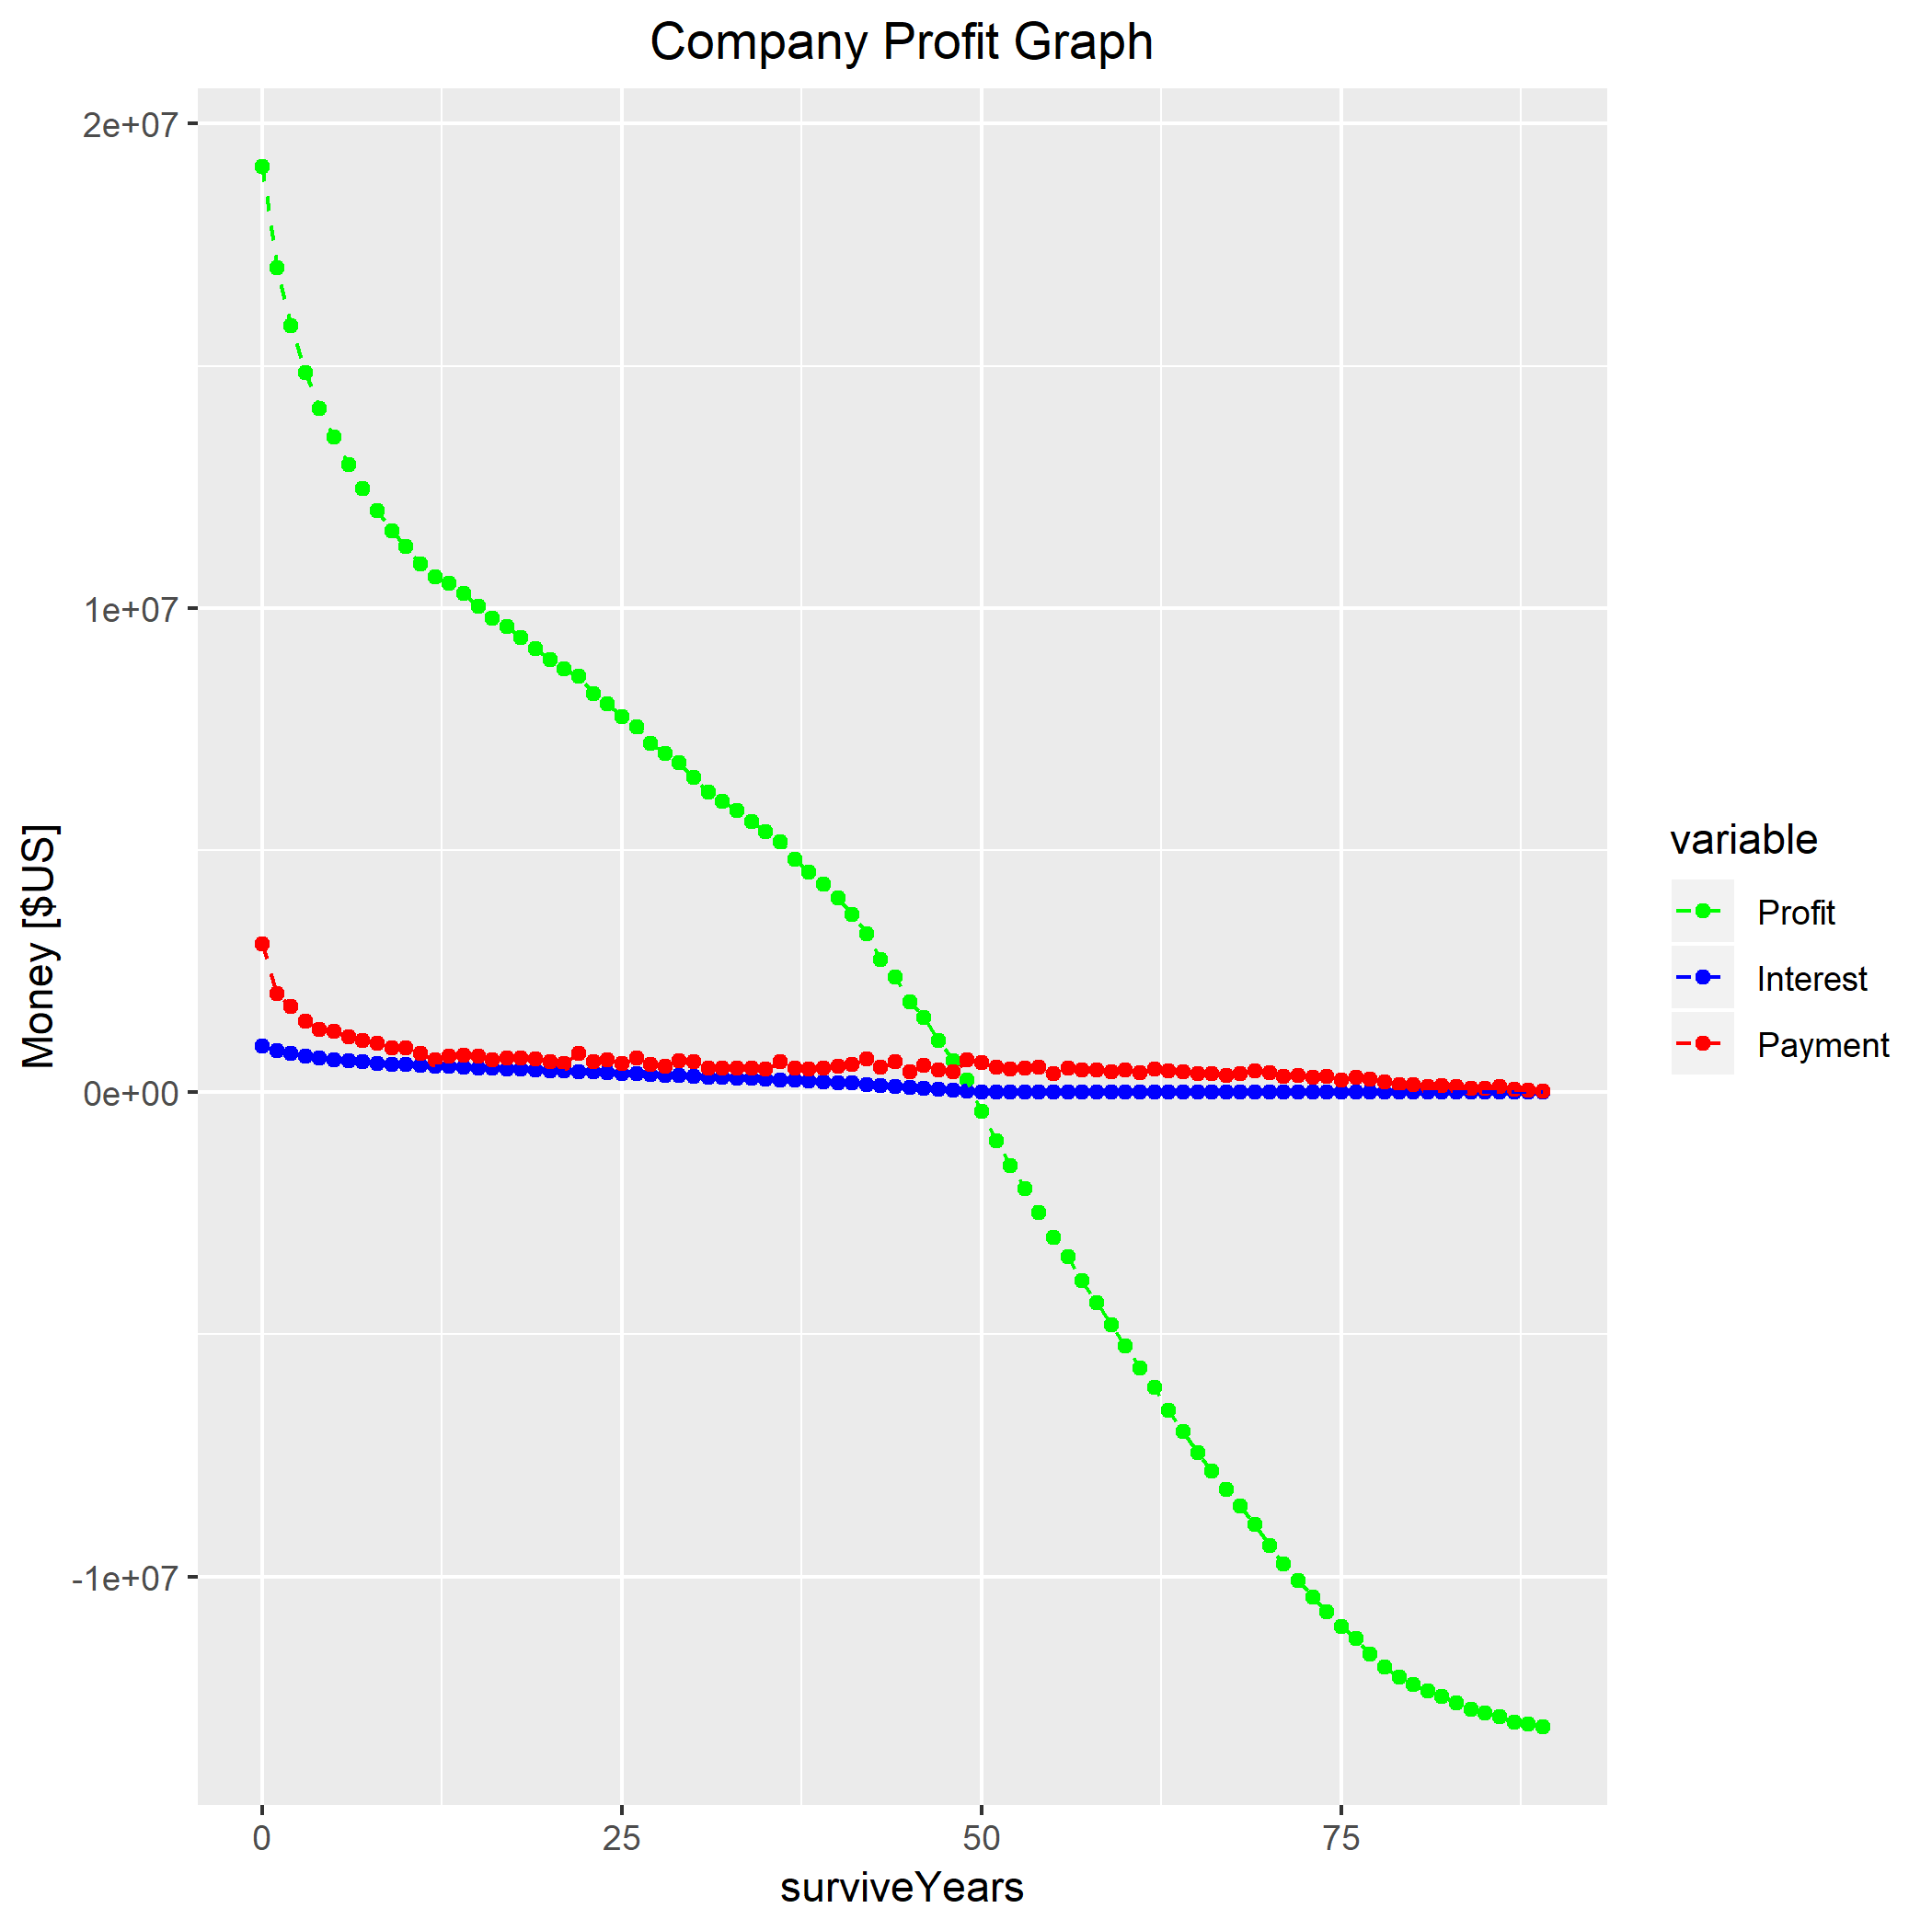 Company Profit Graph
Money [$US]
2e+07
1e+07
0e+00
-1e+07
0 25 50 75
surviveYears
variable
Profit
Interest
Payment